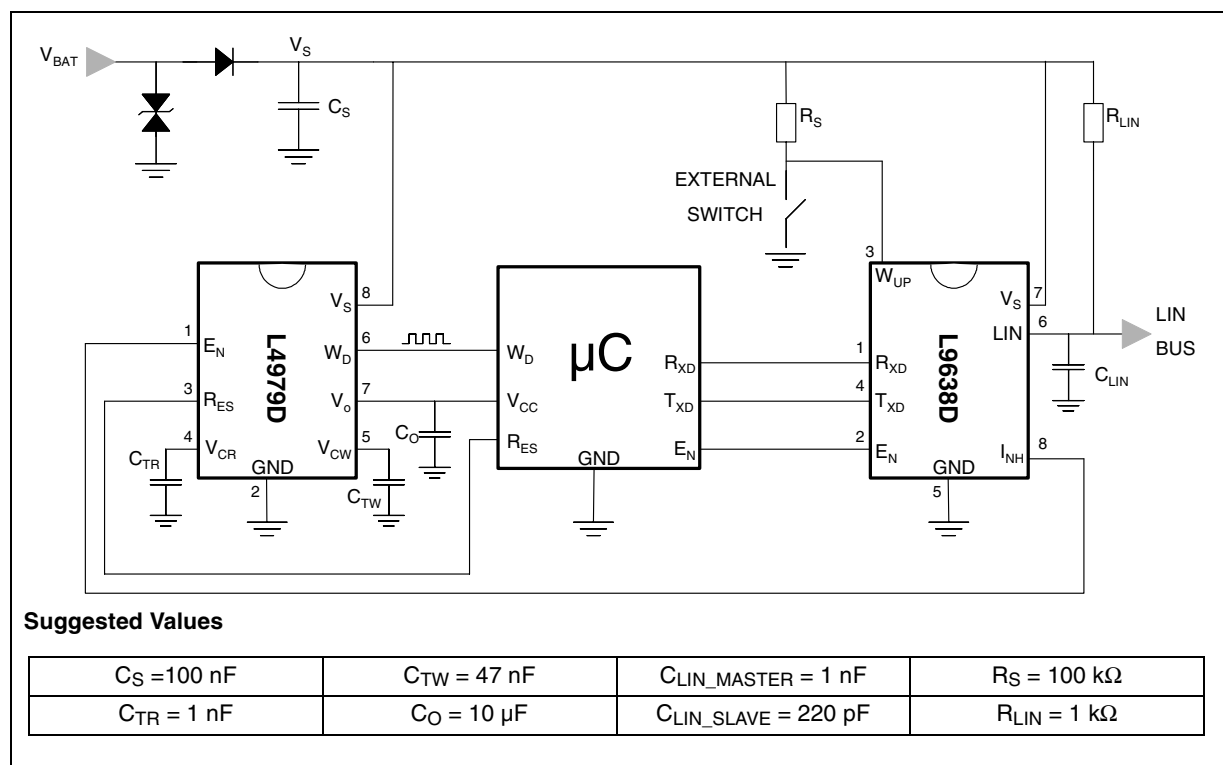 V_BAT
V_S
C_S
R_S
R_LIN
EXTERNAL
SWITCH
3
W_UP
V_S
8
V_S
7
LIN
6
LIN
BUS
1
E_N
L4979D
6
W_D
W_D
µC
R_XD
1
R_XD
L9638D
C_LIN
3
R_ES
7
V_o
V_CC
T_XD
4
T_XD
4
V_CR
5
V_CW
C_O
R_ES
E_N
2
E_N
8
I_NH
C_TR
GND
2
C_TW
GND
GND
5
Suggested Values
C_S =100 nF
C_TW = 47 nF
C_LIN_MASTER = 1 nF
R_S = 100 kΩ
C_TR = 1 nF
C_O = 10 µF
C_LIN_SLAVE = 220 pF
R_LIN = 1 kΩ